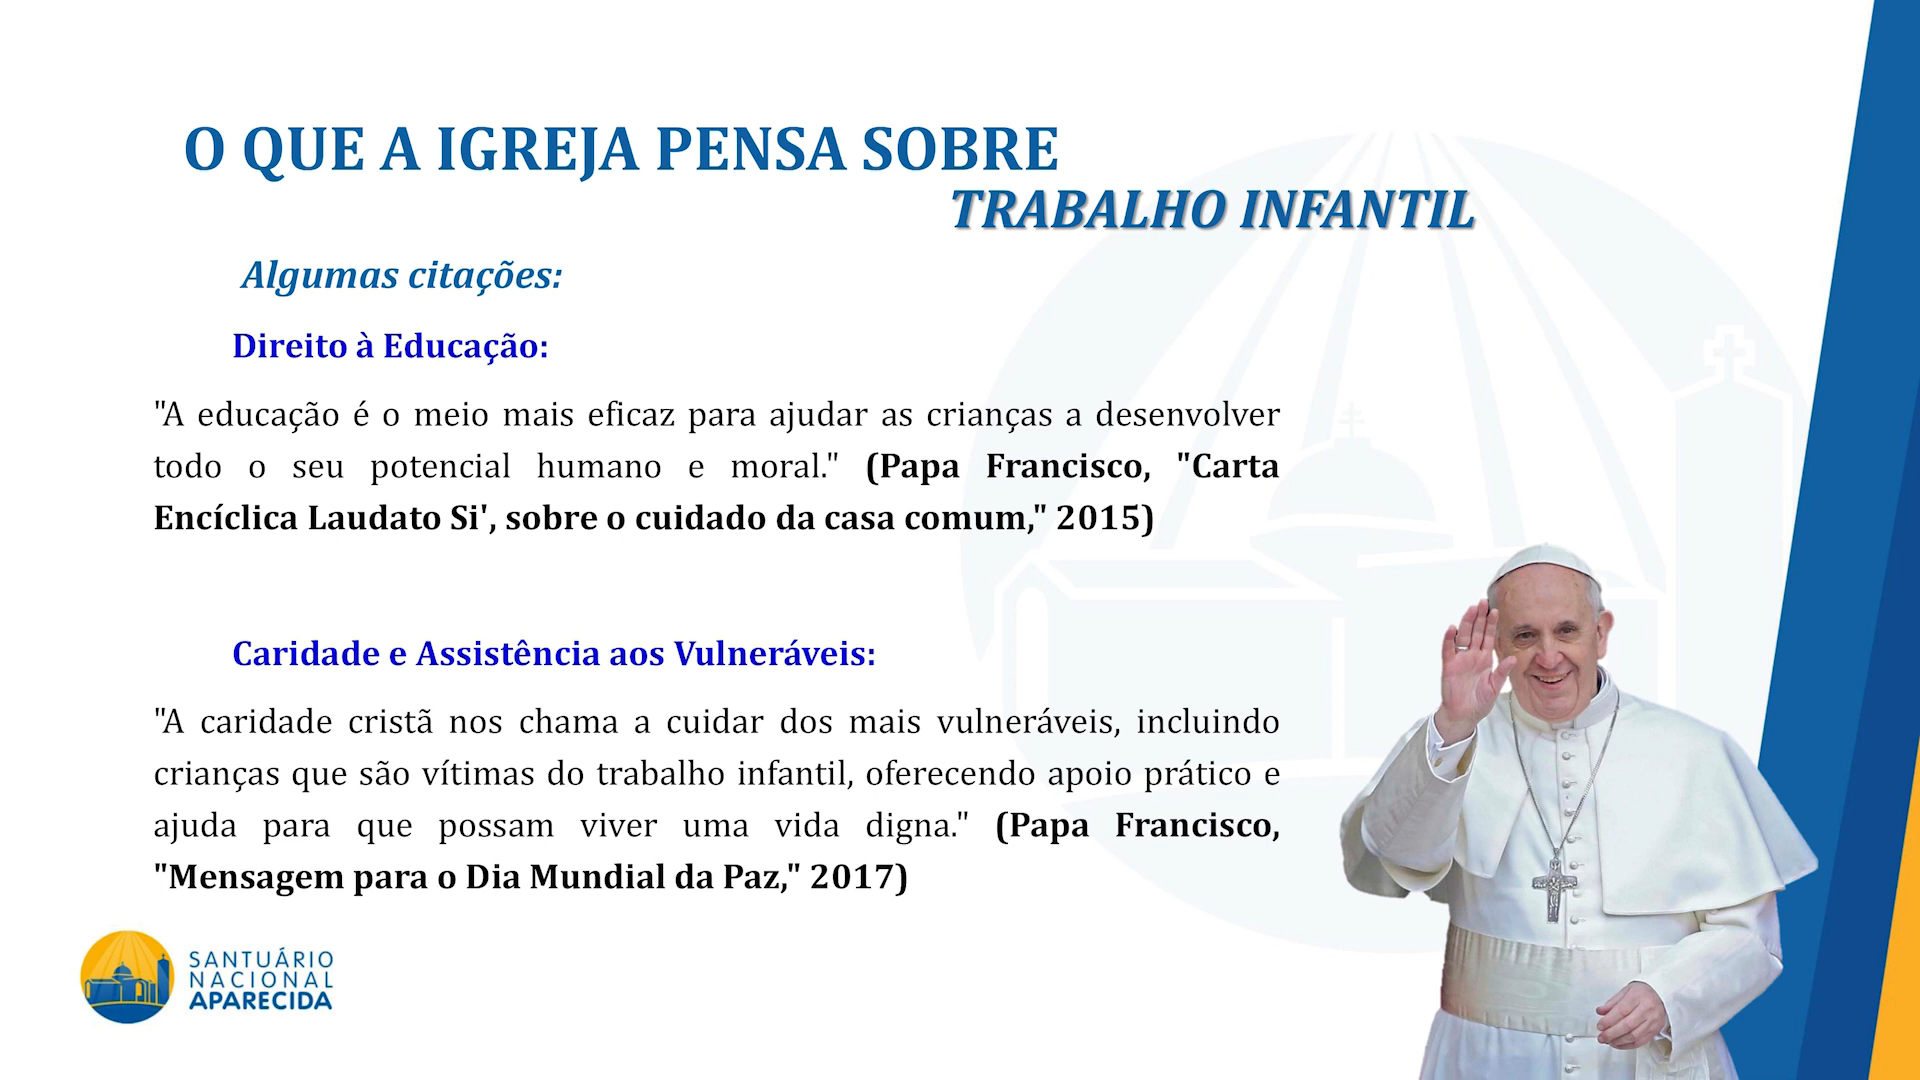 O QUE A IGREJA PENSA SOBRE
TRABALHO INFANTIL
Algumas citações:
Direito à Educação:
"A educação é o meio mais eficaz para ajudar as crianças a desenvolver
todo o seu potencial humano e moral." (Papa Francisco, "Carta
Encíclica Laudato Si', sobre o cuidado da casa comum," 2015)
Caridade e Assistência aos Vulneráveis:
"A caridade cristã nos chama a cuidar dos mais vulneráveis, incluindo
crianças que são vítimas do trabalho infantil, oferecendo apoio prático e
ajuda para que possam viver uma vida digna." (Papa Francisco,
"Mensagem para o Dia Mundial da Paz," 2017)
SANTUÁRIO
NACIONAL
APARECIDA